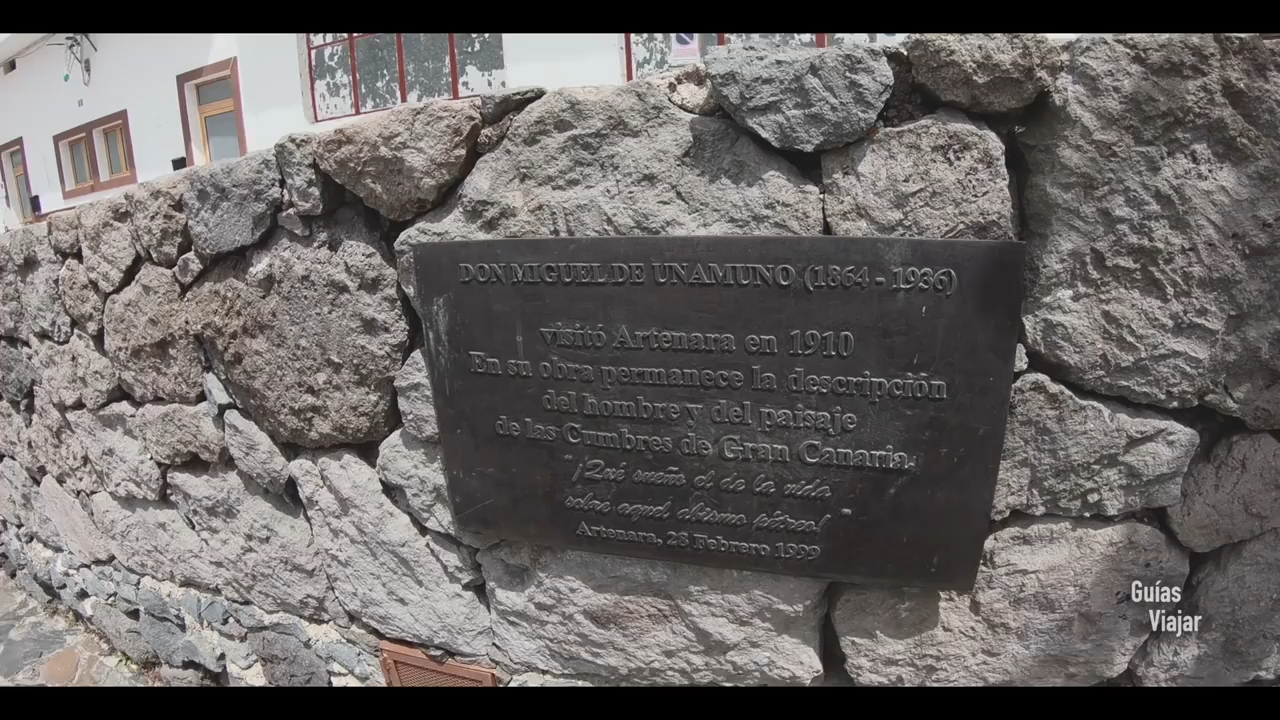 DON MIGUEL DE UNAMUNO (1864 - 1936)
visitó Artenara en 1910
En su obra permanece la descripción
del hombre y del paisaje
de las Cumbres de Gran Canaria.
"¡Qué sueño el de la vida
sobre aquel abismo pétreo!"
Artenara, 28 Febrero 1999
Guías
Viajar